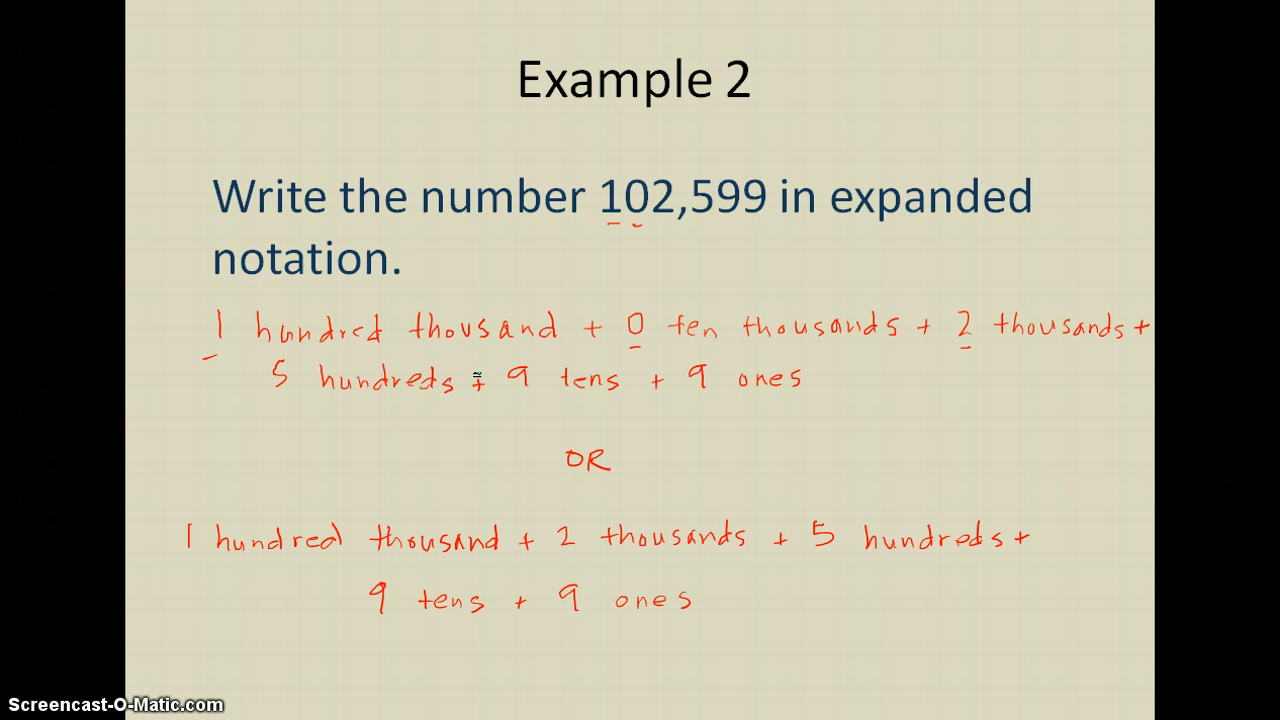 Example 2
Write the number 102,599 in expanded
notation.
1 hundred thousand + 0 ten thousands + 2 thousands +
5 hundreds + 9 tens + 9 ones
OR
1 hundred thousand + 2 thousands + 5 hundreds +
9 tens + 9 ones
Screencast-O-Matic.com